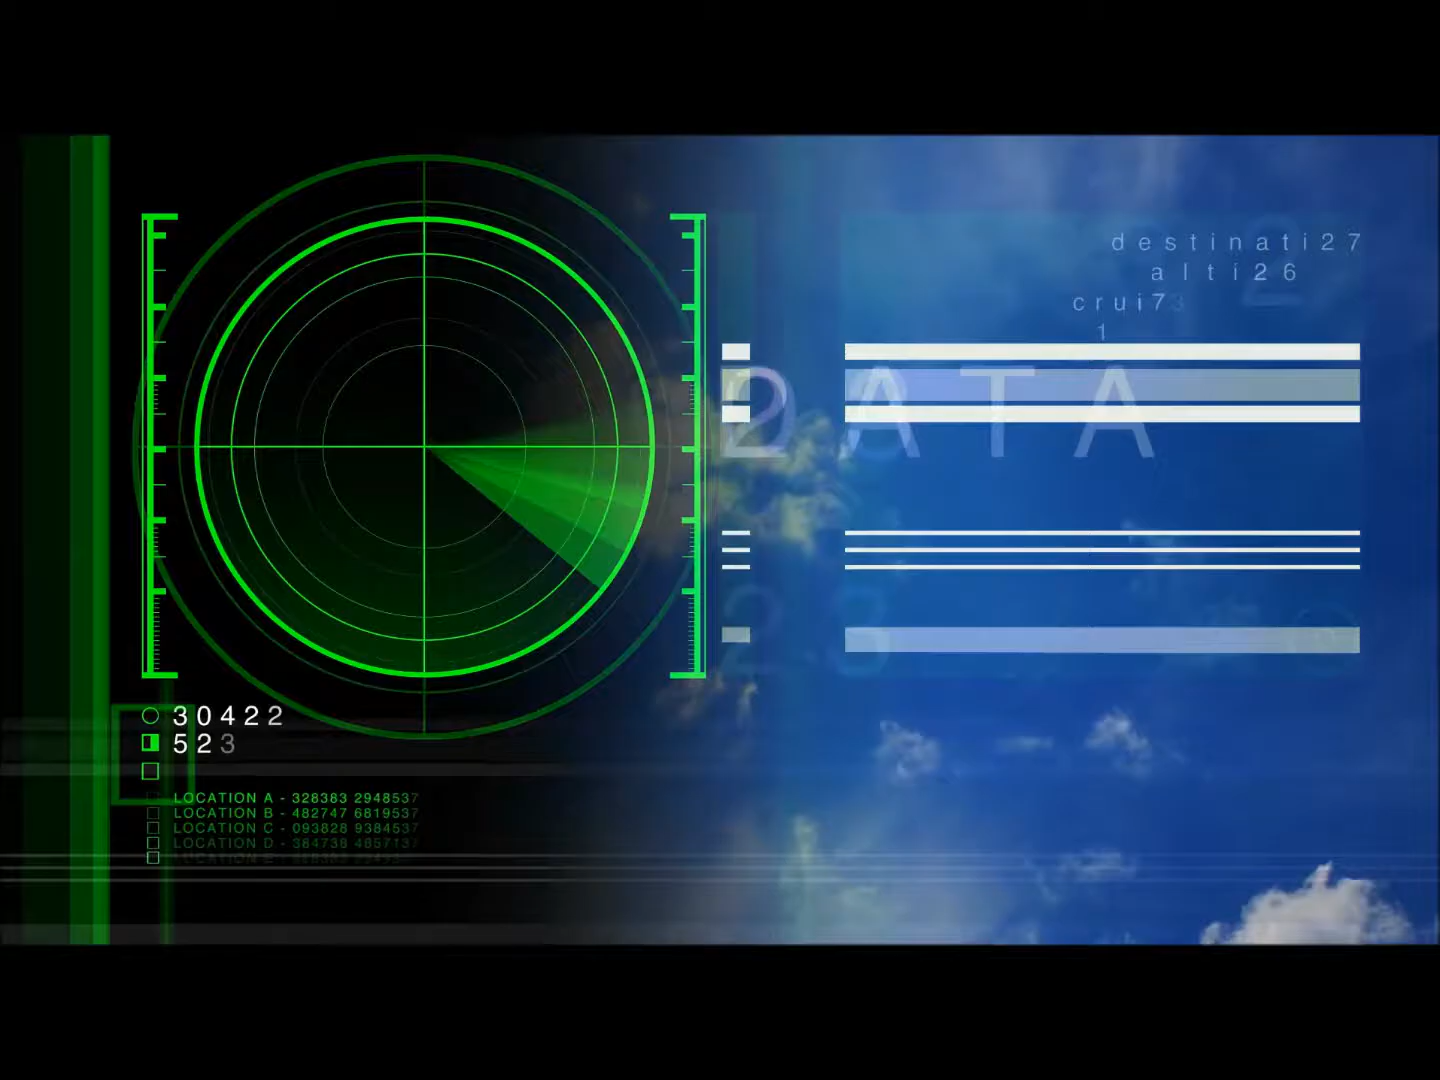 destinati27
alti26
crui73
1
DATA
23
30422
523
LOCATION A - 328383 2948537
LOCATION B - 482747 6819537
LOCATION C - 093828 9384537
LOCATION D - 384738 4857137